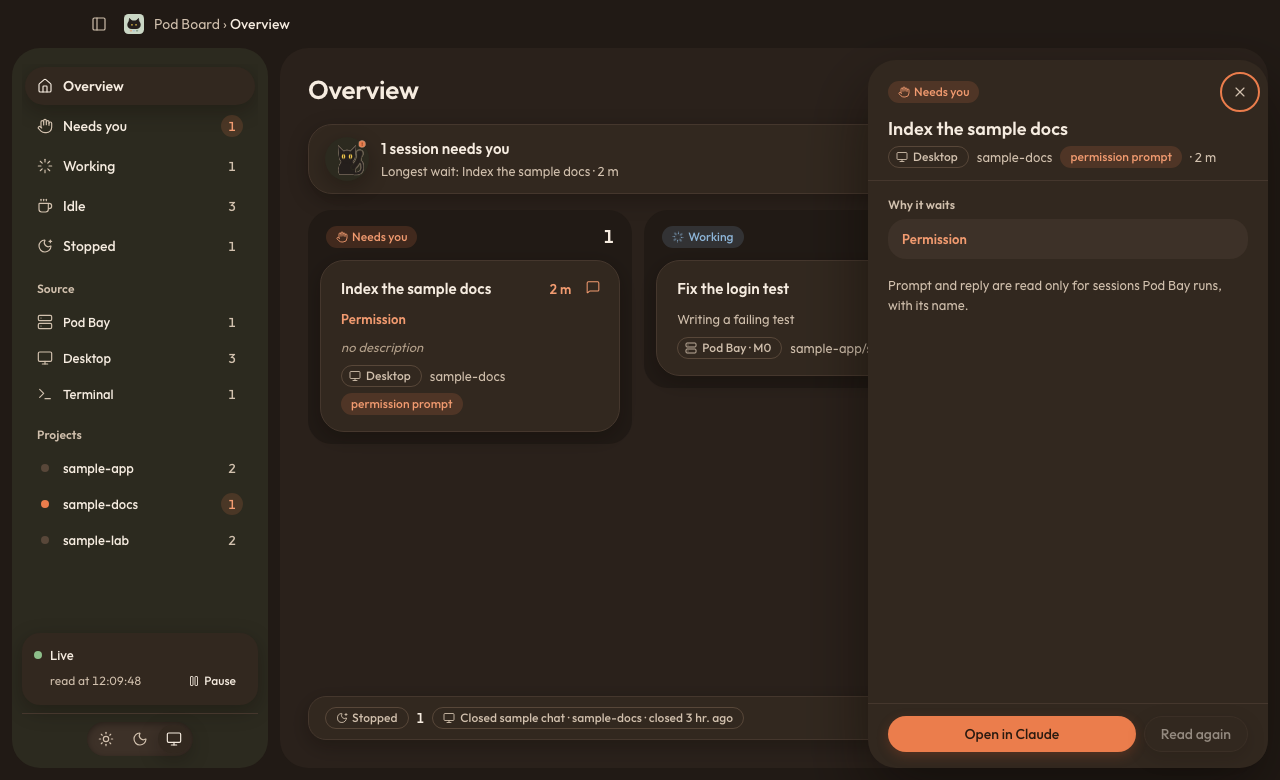 Pod Board › Overview
Overview
Needs you 1
Working 1
Idle 3
Stopped 1
Source
Pod Bay 1
Desktop 3
Terminal 1
Projects
sample-app 2
sample-docs 1
sample-lab 2
Live
read at 12:09:48 Pause
Overview
1 session needs you
Longest wait: Index the sample docs · 2 m
Needs you 1
Index the sample docs 2 m
Permission
no description
Desktop sample-docs
permission prompt
Working
Fix the login test
Writing a failing test
Pod Bay · M0 sample-app/
Stopped 1 Closed sample chat · sample-docs · closed 3 hr. ago
Needs you
Index the sample docs
Desktop sample-docs permission prompt · 2 m
Why it waits
Permission
Prompt and reply are read only for sessions Pod Bay runs,
with its name.
Open in Claude Read again